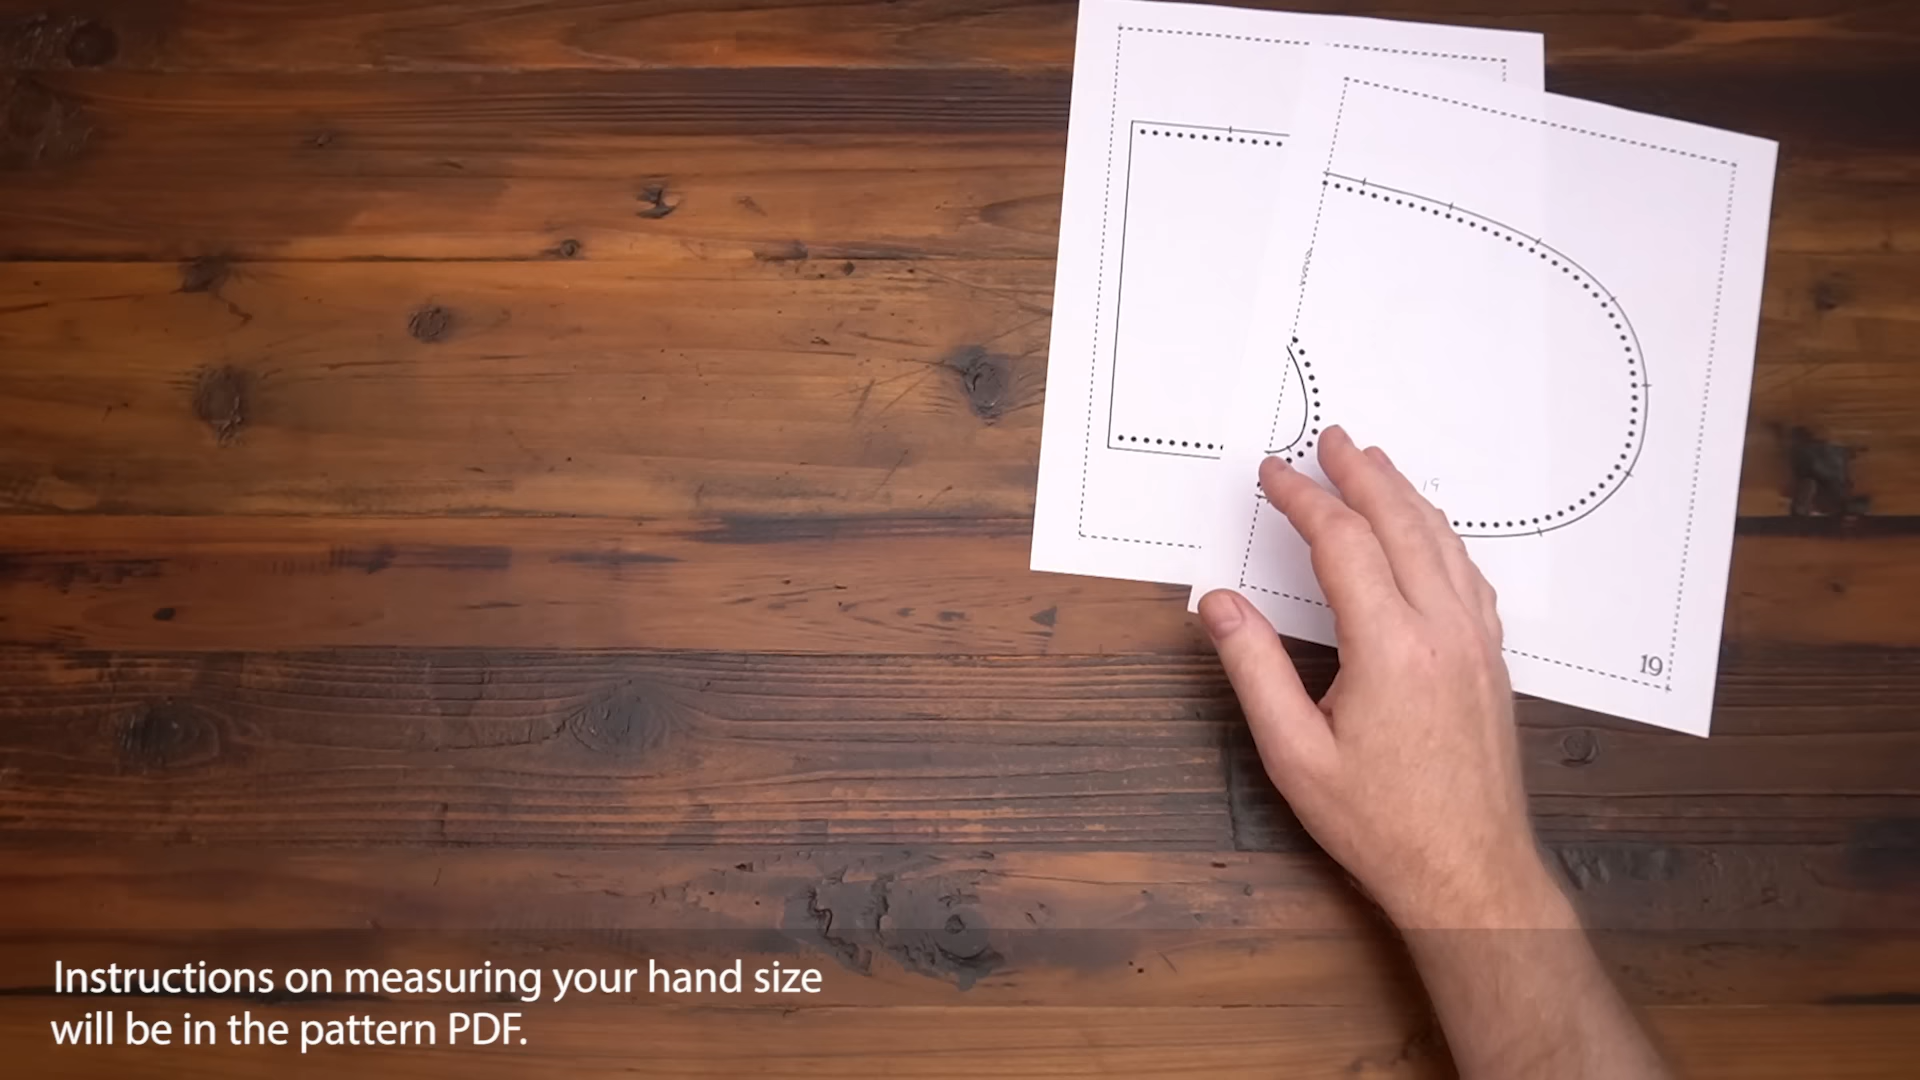 19
19
Instructions on measuring your hand size
will be in the pattern PDF.